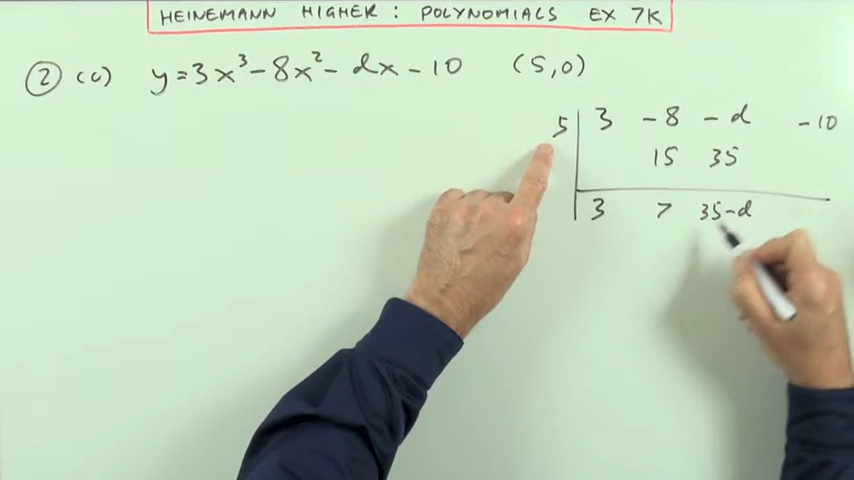 HEINEMANN HIGHER : POLYNOMIALS EX 7K
② (c) y=3x³-8x²-dx-10 (5,0)
5 | 3 -8 -d -10
15 35
3 7 35-d